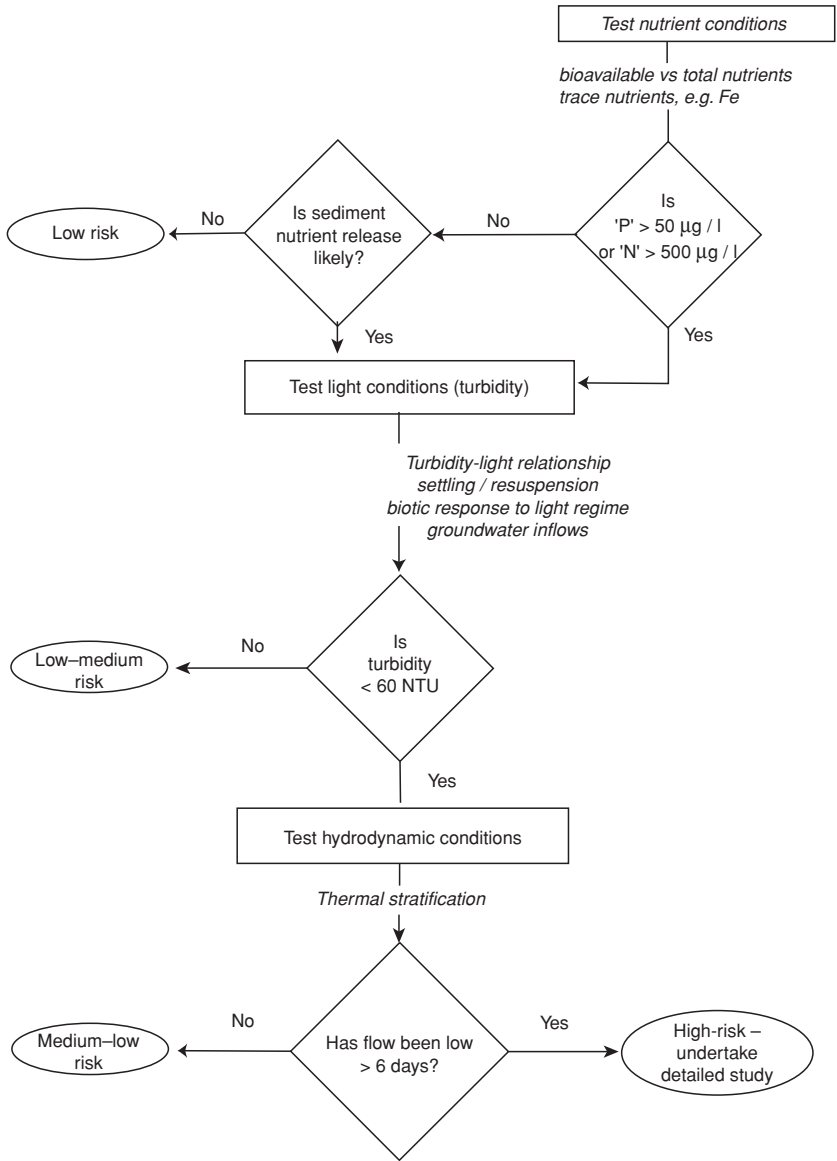 Test nutrient conditions
bioavailable vs total nutrients
trace nutrients, e.g. Fe
Is
'P' > 50 μg / l
or 'N' > 500 μg / l
No
Is sediment
nutrient release
likely?
No
Low risk
Yes
Yes
Test light conditions (turbidity)
Turbidity-light relationship
settling / resuspension
biotic response to light regime
groundwater inflows
Is
turbidity
< 60 NTU
No
Low–medium
risk
Yes
Test hydrodynamic conditions
Thermal stratification
Has flow been low
> 6 days?
No
Medium–low
risk
Yes
High-risk –
undertake
detailed study